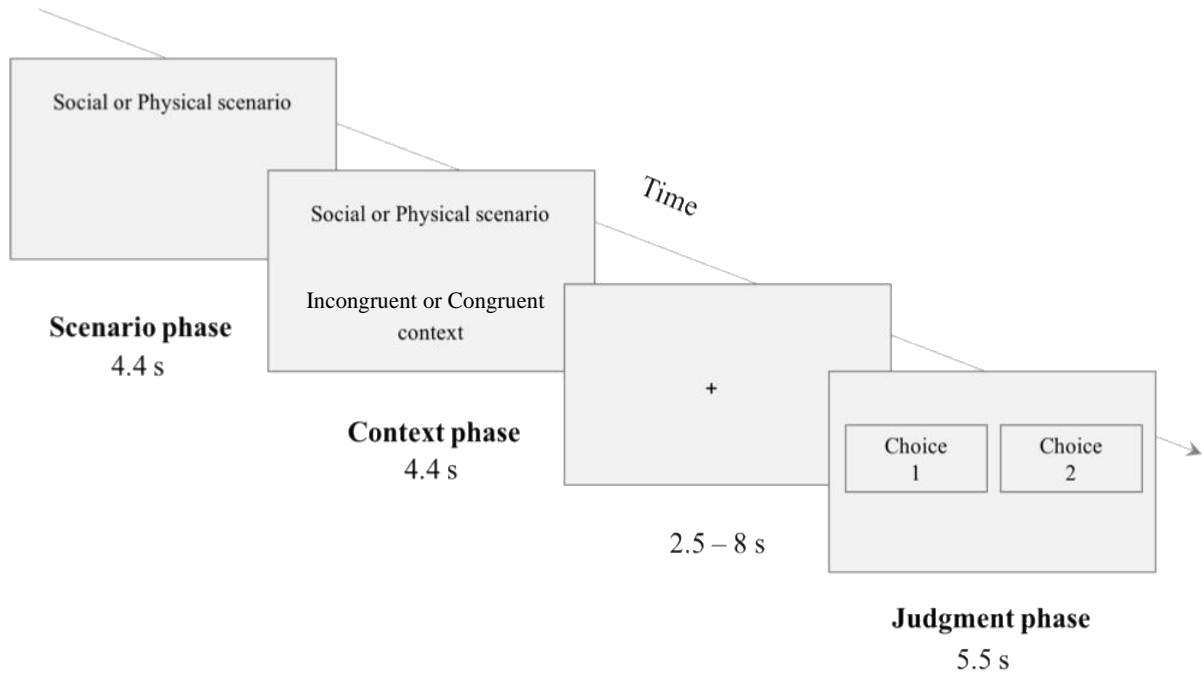 Social or Physical scenario
Scenario phase
4.4 s
Social or Physical scenario
Incongruent or Congruent
context
Context phase
4.4 s
Time
+
2.5 – 8 s
Choice
1
Choice
2
Judgment phase
5.5 s